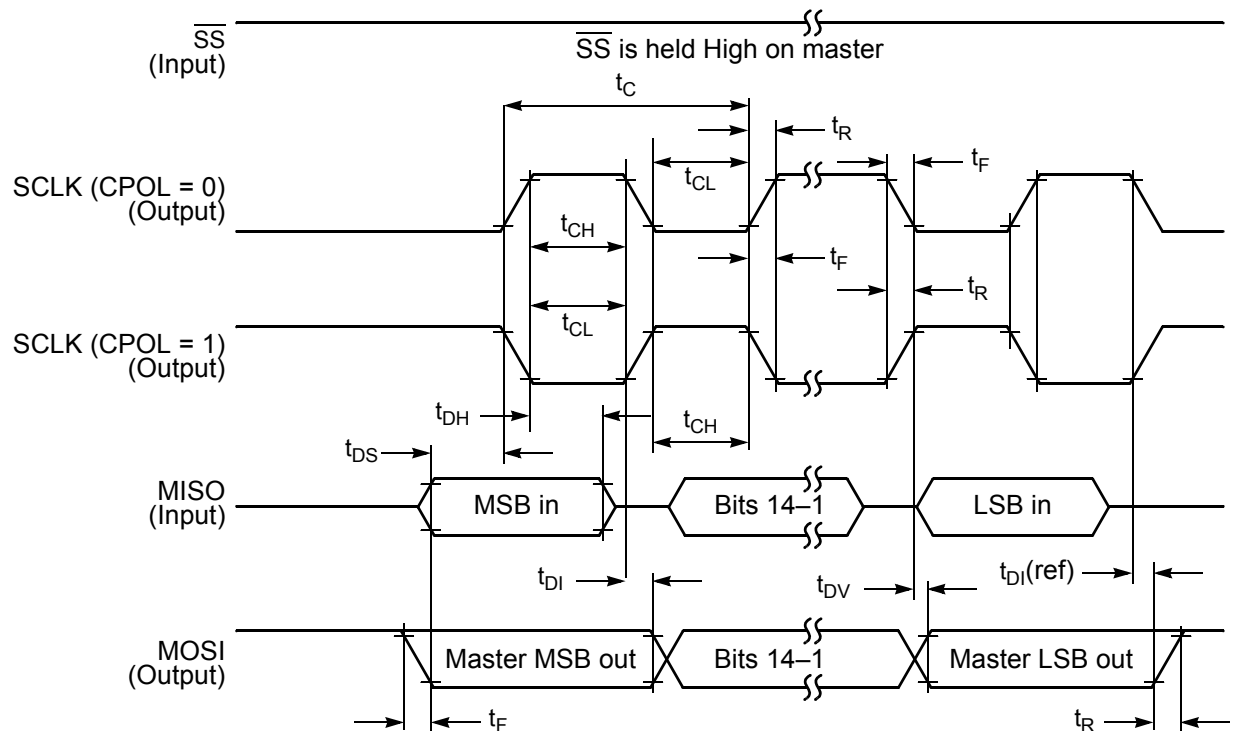 SS
(Input)
SS is held High on master
tC
tR
tF
SCLK (CPOL = 0)
(Output)
tCL
tCH
tF
tR
tCL
SCLK (CPOL = 1)
(Output)
tDH
tCH
tDS
MISO
(Input)
MSB in
Bits 14–1
LSB in
tDI
tDV
tDI(ref)
MOSI
(Output)
Master MSB out
Bits 14–1
Master LSB out
tF
tR